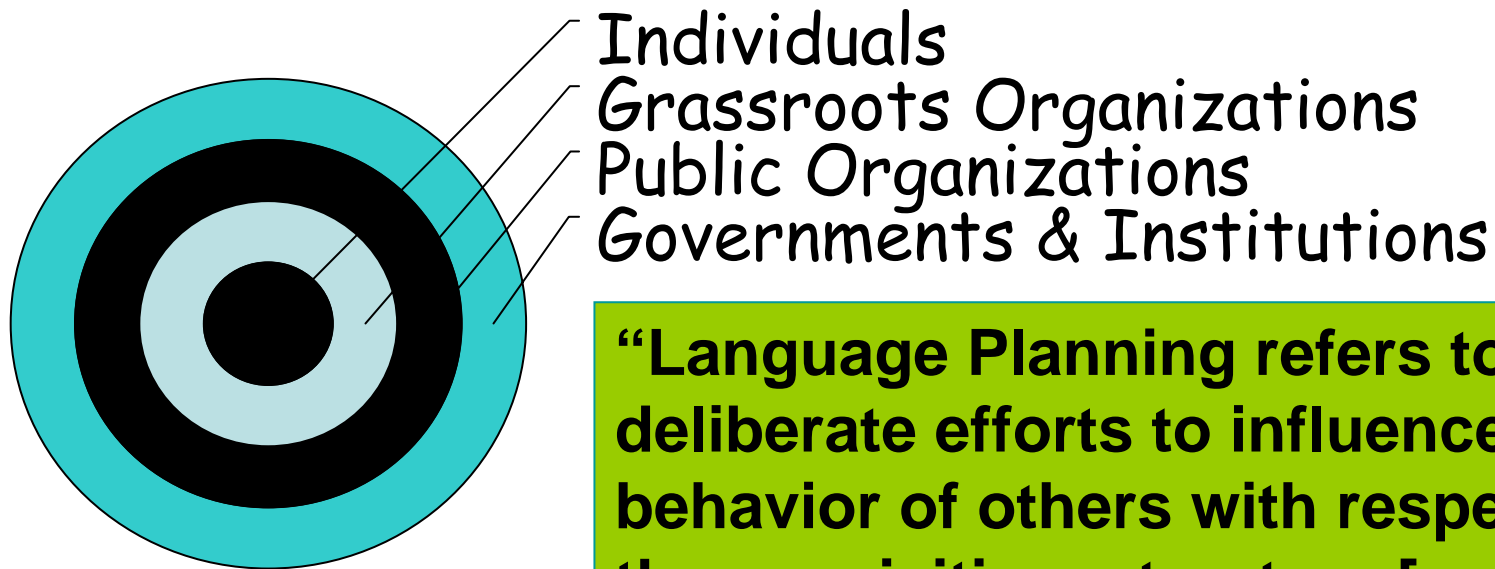 Individuals
Grassroots Organizations
Public Organizations
Governments & Institutions
“Language Planning refers to
deliberate efforts to influence
behavior of others with